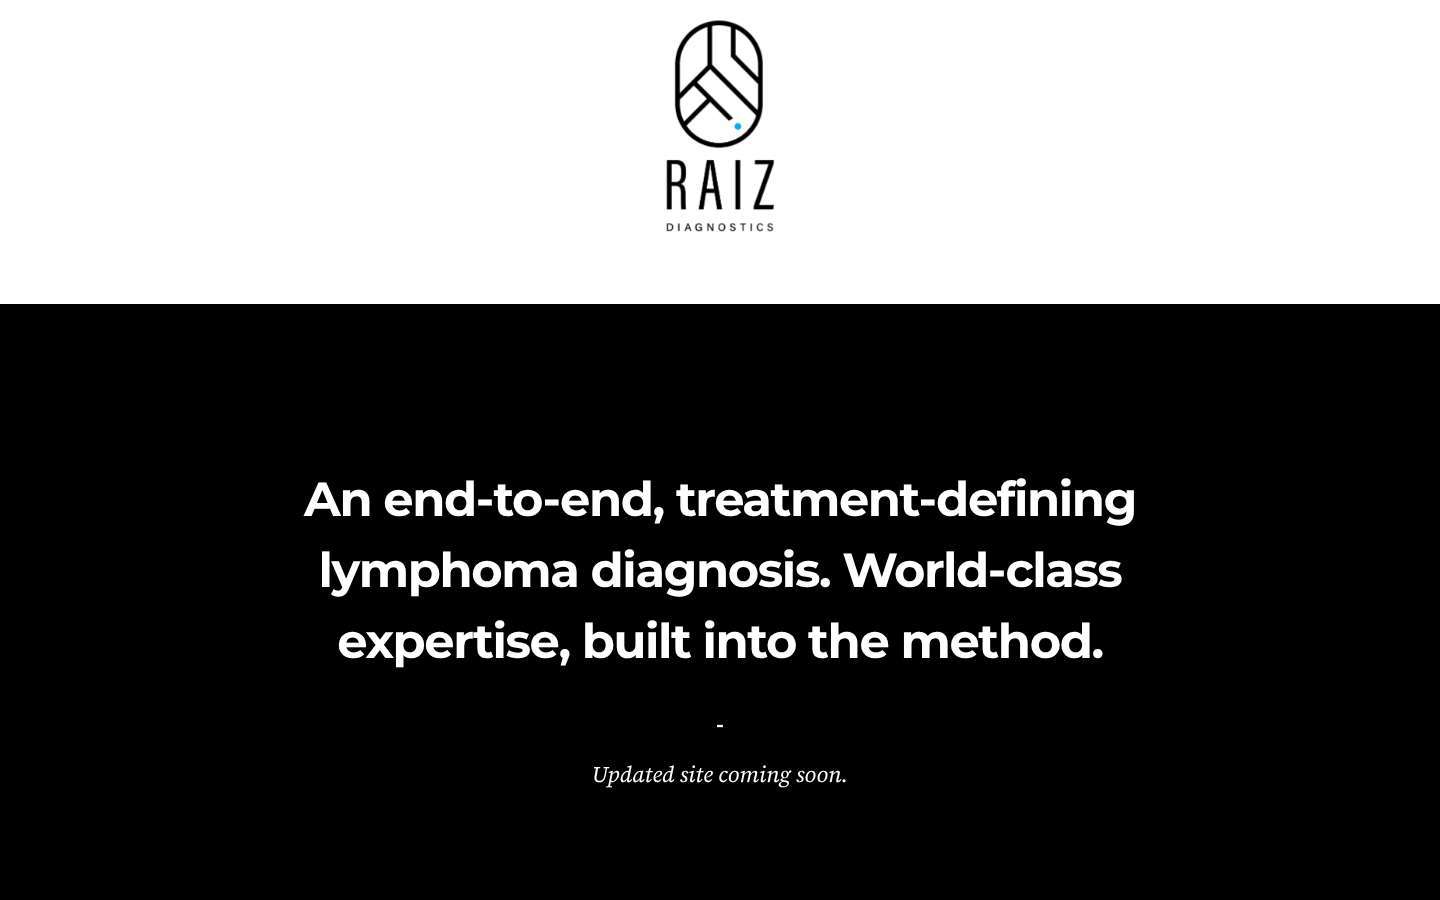 RAIZ
DIAGNOSTICS
An end-to-end, treatment-defining
lymphoma diagnosis. World-class
expertise, built into the method.
-
Updated site coming soon.